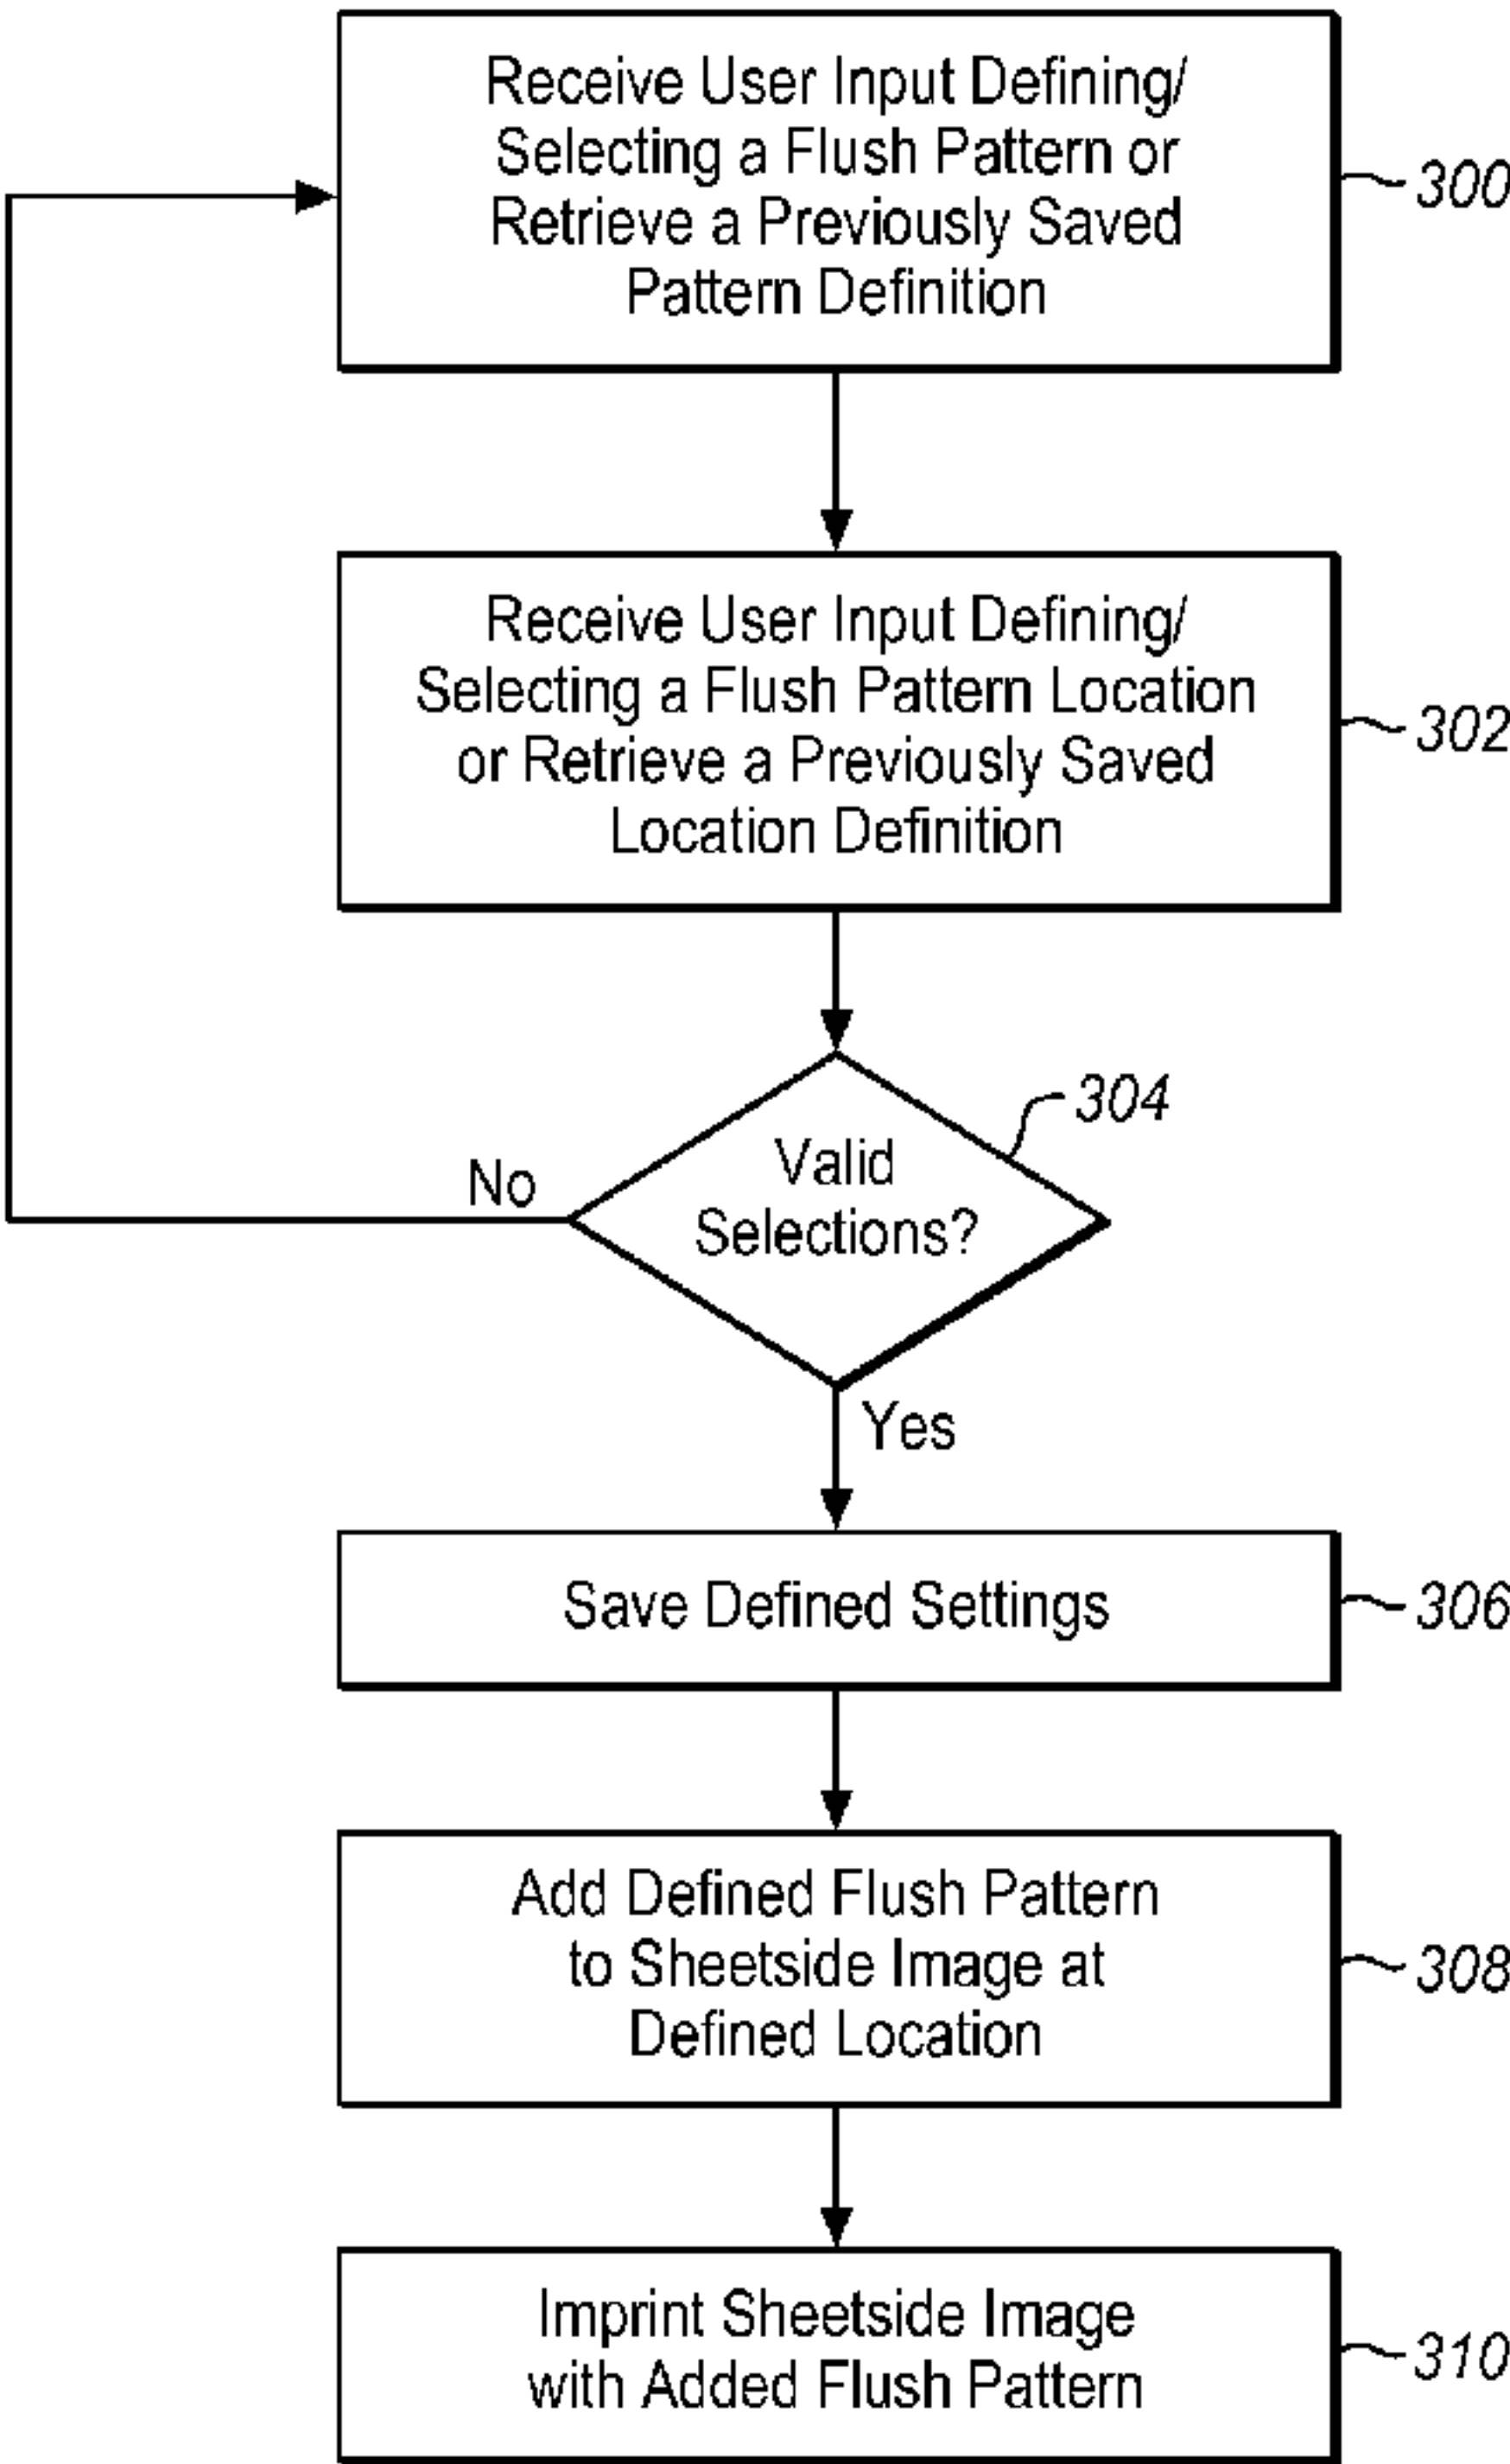 Receive User Input Defining/
Selecting a Flush Pattern or
Retrieve a Previously Saved
Pattern Definition
300
Receive User Input Defining/
Selecting a Flush Pattern Location
or Retrieve a Previously Saved
Location Definition
302
304
Valid
Selections?
No
Yes
Save Defined Settings
306
Add Defined Flush Pattern
to Sheetside Image at
Defined Location
308
Imprint Sheetside Image
with Added Flush Pattern
310